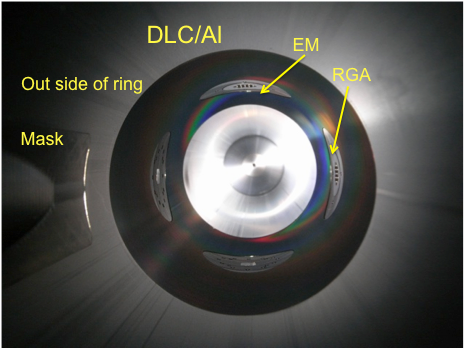 DLC/Al
EM
RGA
Out side of ring
Mask